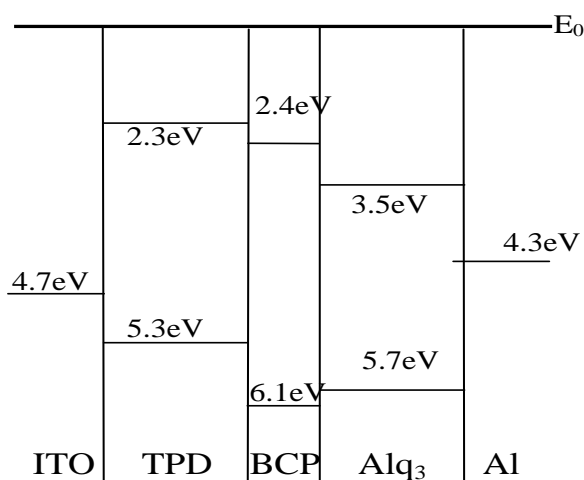 E₀
2.4eV
2.3eV
3.5eV
4.3eV
4.7eV
5.3eV
5.7eV
6.1eV
ITO TPD BCP Alq₃ Al